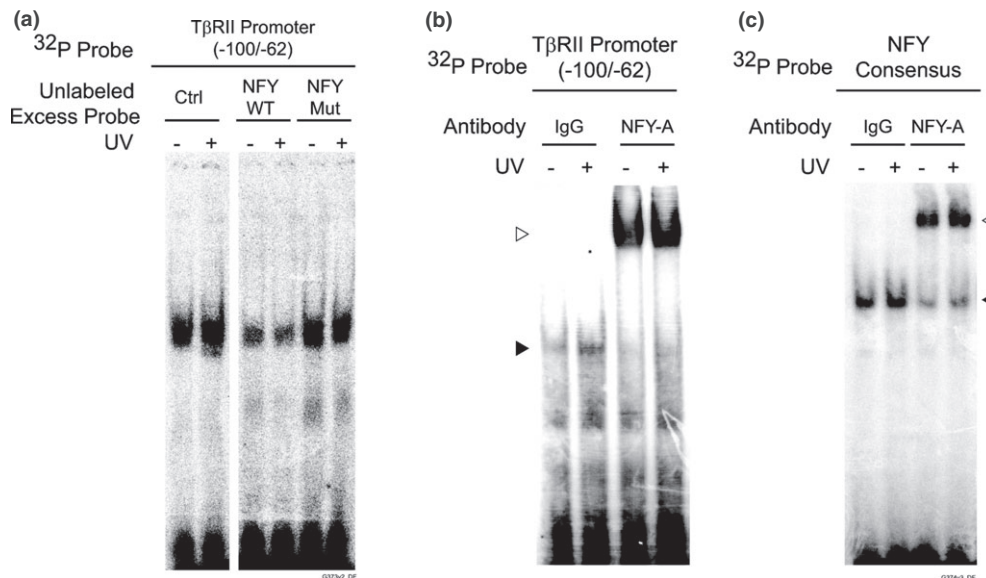 (a)
TβRII Promoter
(-100/-62)
32P Probe
Unlabeled
Excess Probe
Ctrl
NFY
WT
NFY
Mut
UV
- + - + - +
(b)
TβRII Promoter
(-100/-62)
32P Probe
Antibody
IgG NFY-A
UV
- + - +
(c)
NFY
Consensus
32P Probe
Antibody
IgG NFY-A
UV
- + - +